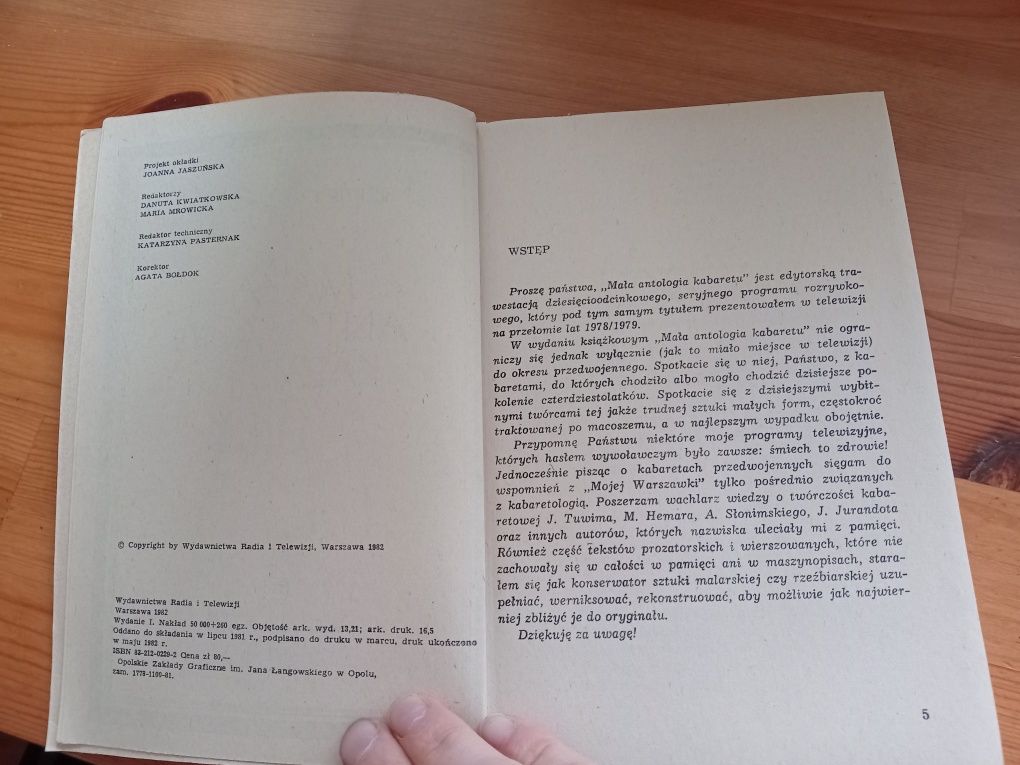 Projekt okładki
JOANNA JASZUŃSKA
Redaktorzy
DANUTA KWIATKOWSKA
MARIA MROWICKA
Redaktor techniczny
KATARZYNA PASTERNAK
Korektor
AGATA BOŁDOK
© Copyright by Wydawnictwa Radia i Telewizji, Warszawa 1982
Wydawnictwa Radia i Telewizji
Warszawa 1982
Wydanie I. Nakład 50 000+260 egz. Objętość ark. wyd. 13,21; ark. druk. 16,5
Oddano do składania w lipcu 1981 r., podpisano do druku w marcu, druk ukończono
w maju 1982 r.
ISBN 83-212-0229-2 Cena zł 80,—
Opolskie Zakłady Graficzne im. Jana Łangowskiego w Opolu,
zam. 1778-1100-81.
WSTĘP
Proszę państwa, „Mała antologia kabaretu" jest edytorską tra-
westacją dziesięcioodcinkowego, seryjnego programu rozrywko-
wego, który pod tym samym tytułem prezentowałem w telewizji
na przełomie lat 1978/1979.
W wydaniu książkowym „Mała antologia kabaretu" nie ogra-
niczy się jednak wyłącznie (jak to miało miejsce w telewizji)
do okresu przedwojennego. Spotkacie się w niej, Państwo, z ka-
baretami, do których chodziło albo mogło chodzić dzisiejsze po-
kolenie czterdziestolatków. Spotkacie się z dzisiejszymi wybit-
nymi twórcami tej jakże trudnej sztuki małych form, częstokroć
traktowanej po macoszemu, a w najlepszym wypadku obojętnie.
Przypomnę Państwu niektóre moje programy telewizyjne,
których hasłem wywoławczym było zawsze: śmiech to zdrowie!
Jednocześnie pisząc o kabaretach przedwojennych sięgam do
wspomnień z „Mojej Warszawki" tylko pośrednio związanych
z kabaretologią. Poszerzam wachlarz wiedzy o twórczości kaba-
retowej J. Tuwima, M. Hemara, A. Słonimskiego, J. Jurandota
oraz innych autorów, których nazwiska uleciały mi z pamięci.
Również część tekstów prozatorskich i wierszowanych, które nie
zachowały się w całości w pamięci ani w maszynopisach, stara-
łem się jak konserwator sztuki malarskiej czy rzeźbiarskiej uzu-
pełniać, werniksować, rekonstruować, aby możliwie jak najwier-
niej zbliżyć je do oryginału.
Dziękuję za uwagę!
5